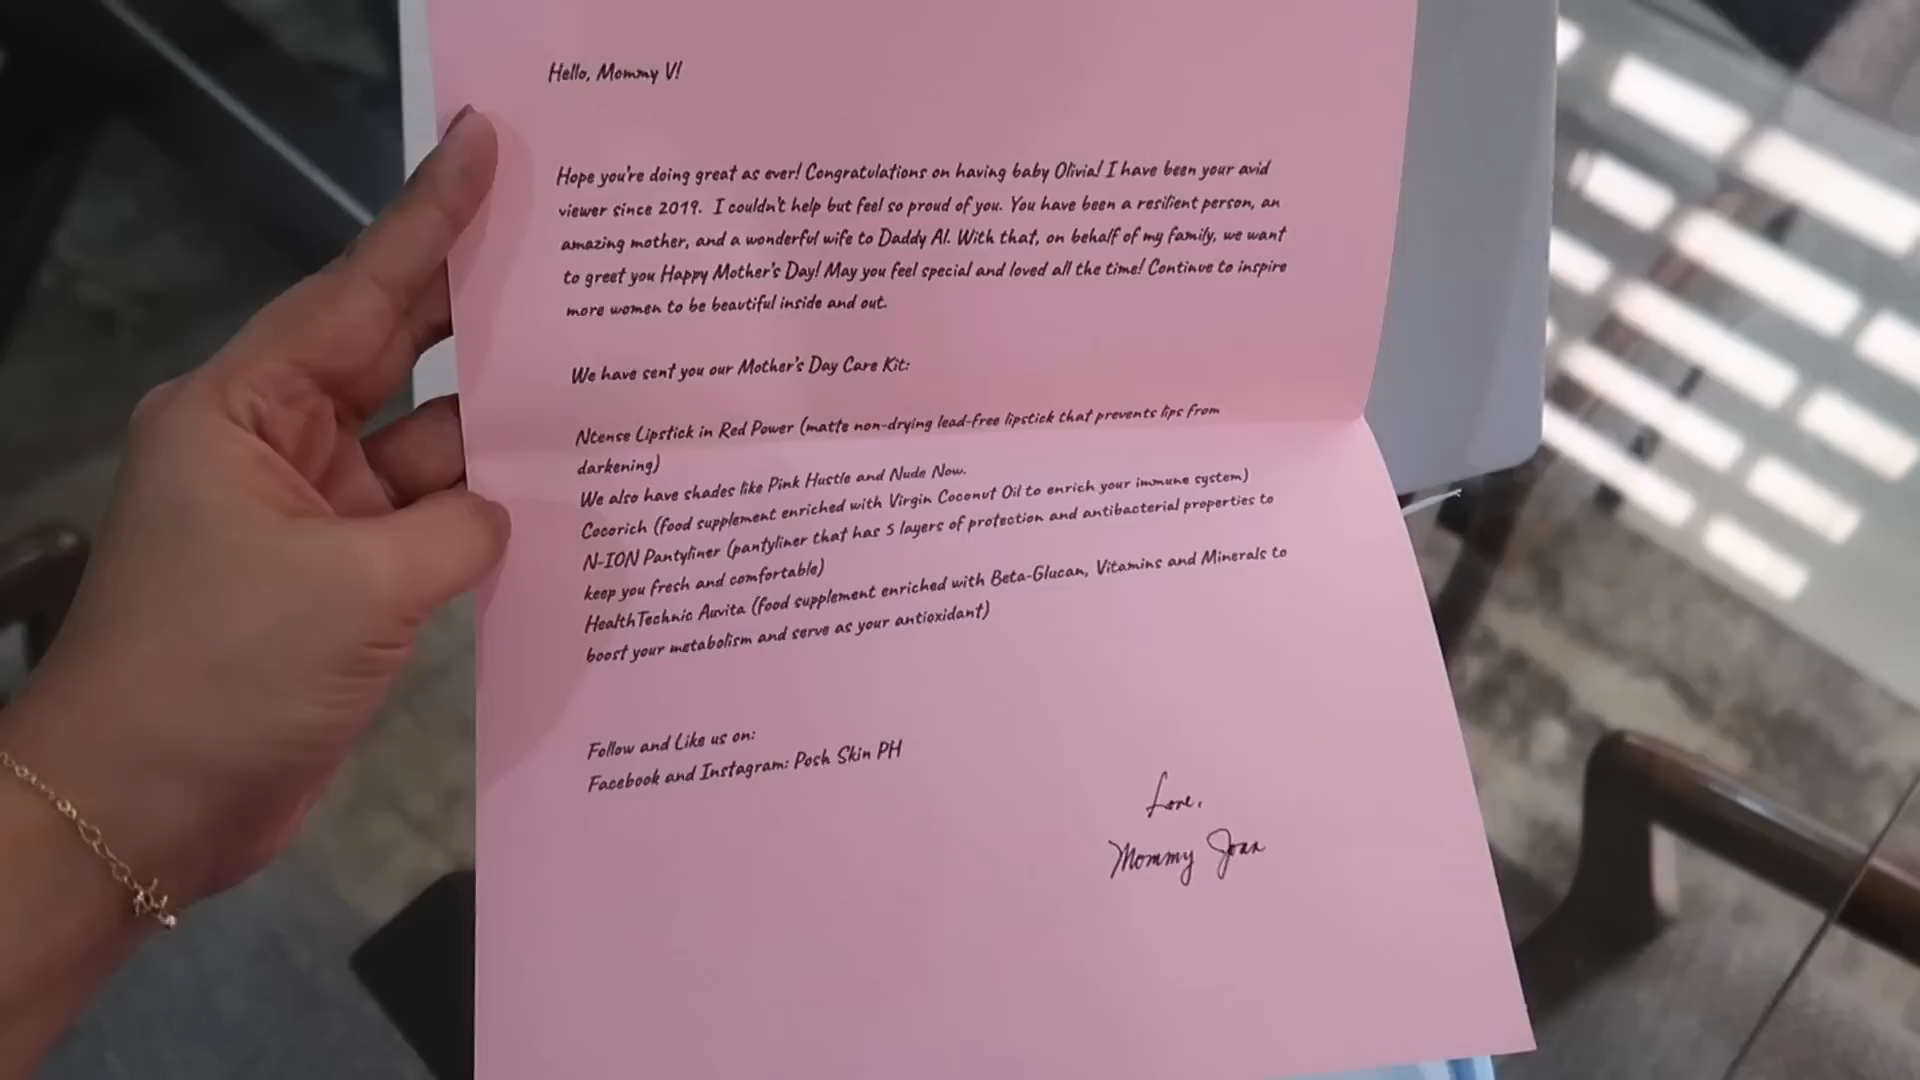 Hello, Mommy V!
Hope you're doing great as ever! Congratulations on having baby Olivia! I have been your avid
viewer since 2019. I couldn't help but feel so proud of you. You have been a resilient person, an
amazing mother, and a wonderful wife to Daddy Al. With that, on behalf of my family, we want
to greet you Happy Mother's Day! May you feel special and loved all the time! Continue to inspire
more women to be beautiful inside and out.
We have sent you our Mother's Day Care Kit:
Ntense Lipstick in Red Power (matte non-drying lead-free lipstick that prevents lips from
darkening)
We also have shades like Pink Hustle and Nude Now.
Cocorich (food supplement enriched with Virgin Coconut Oil to enrich your immune system)
N-ION Pantyliner (pantyliner that has 5 layers of protection and antibacterial properties to
keep you fresh and comfortable)
HealthTechnic Auvita (food supplement enriched with Beta-Glucan, Vitamins and Minerals to
boost your metabolism and serve as your antioxidant)
Follow and Like us on:
Facebook and Instagram: Posh Skin PH
Love,
Mommy Joan